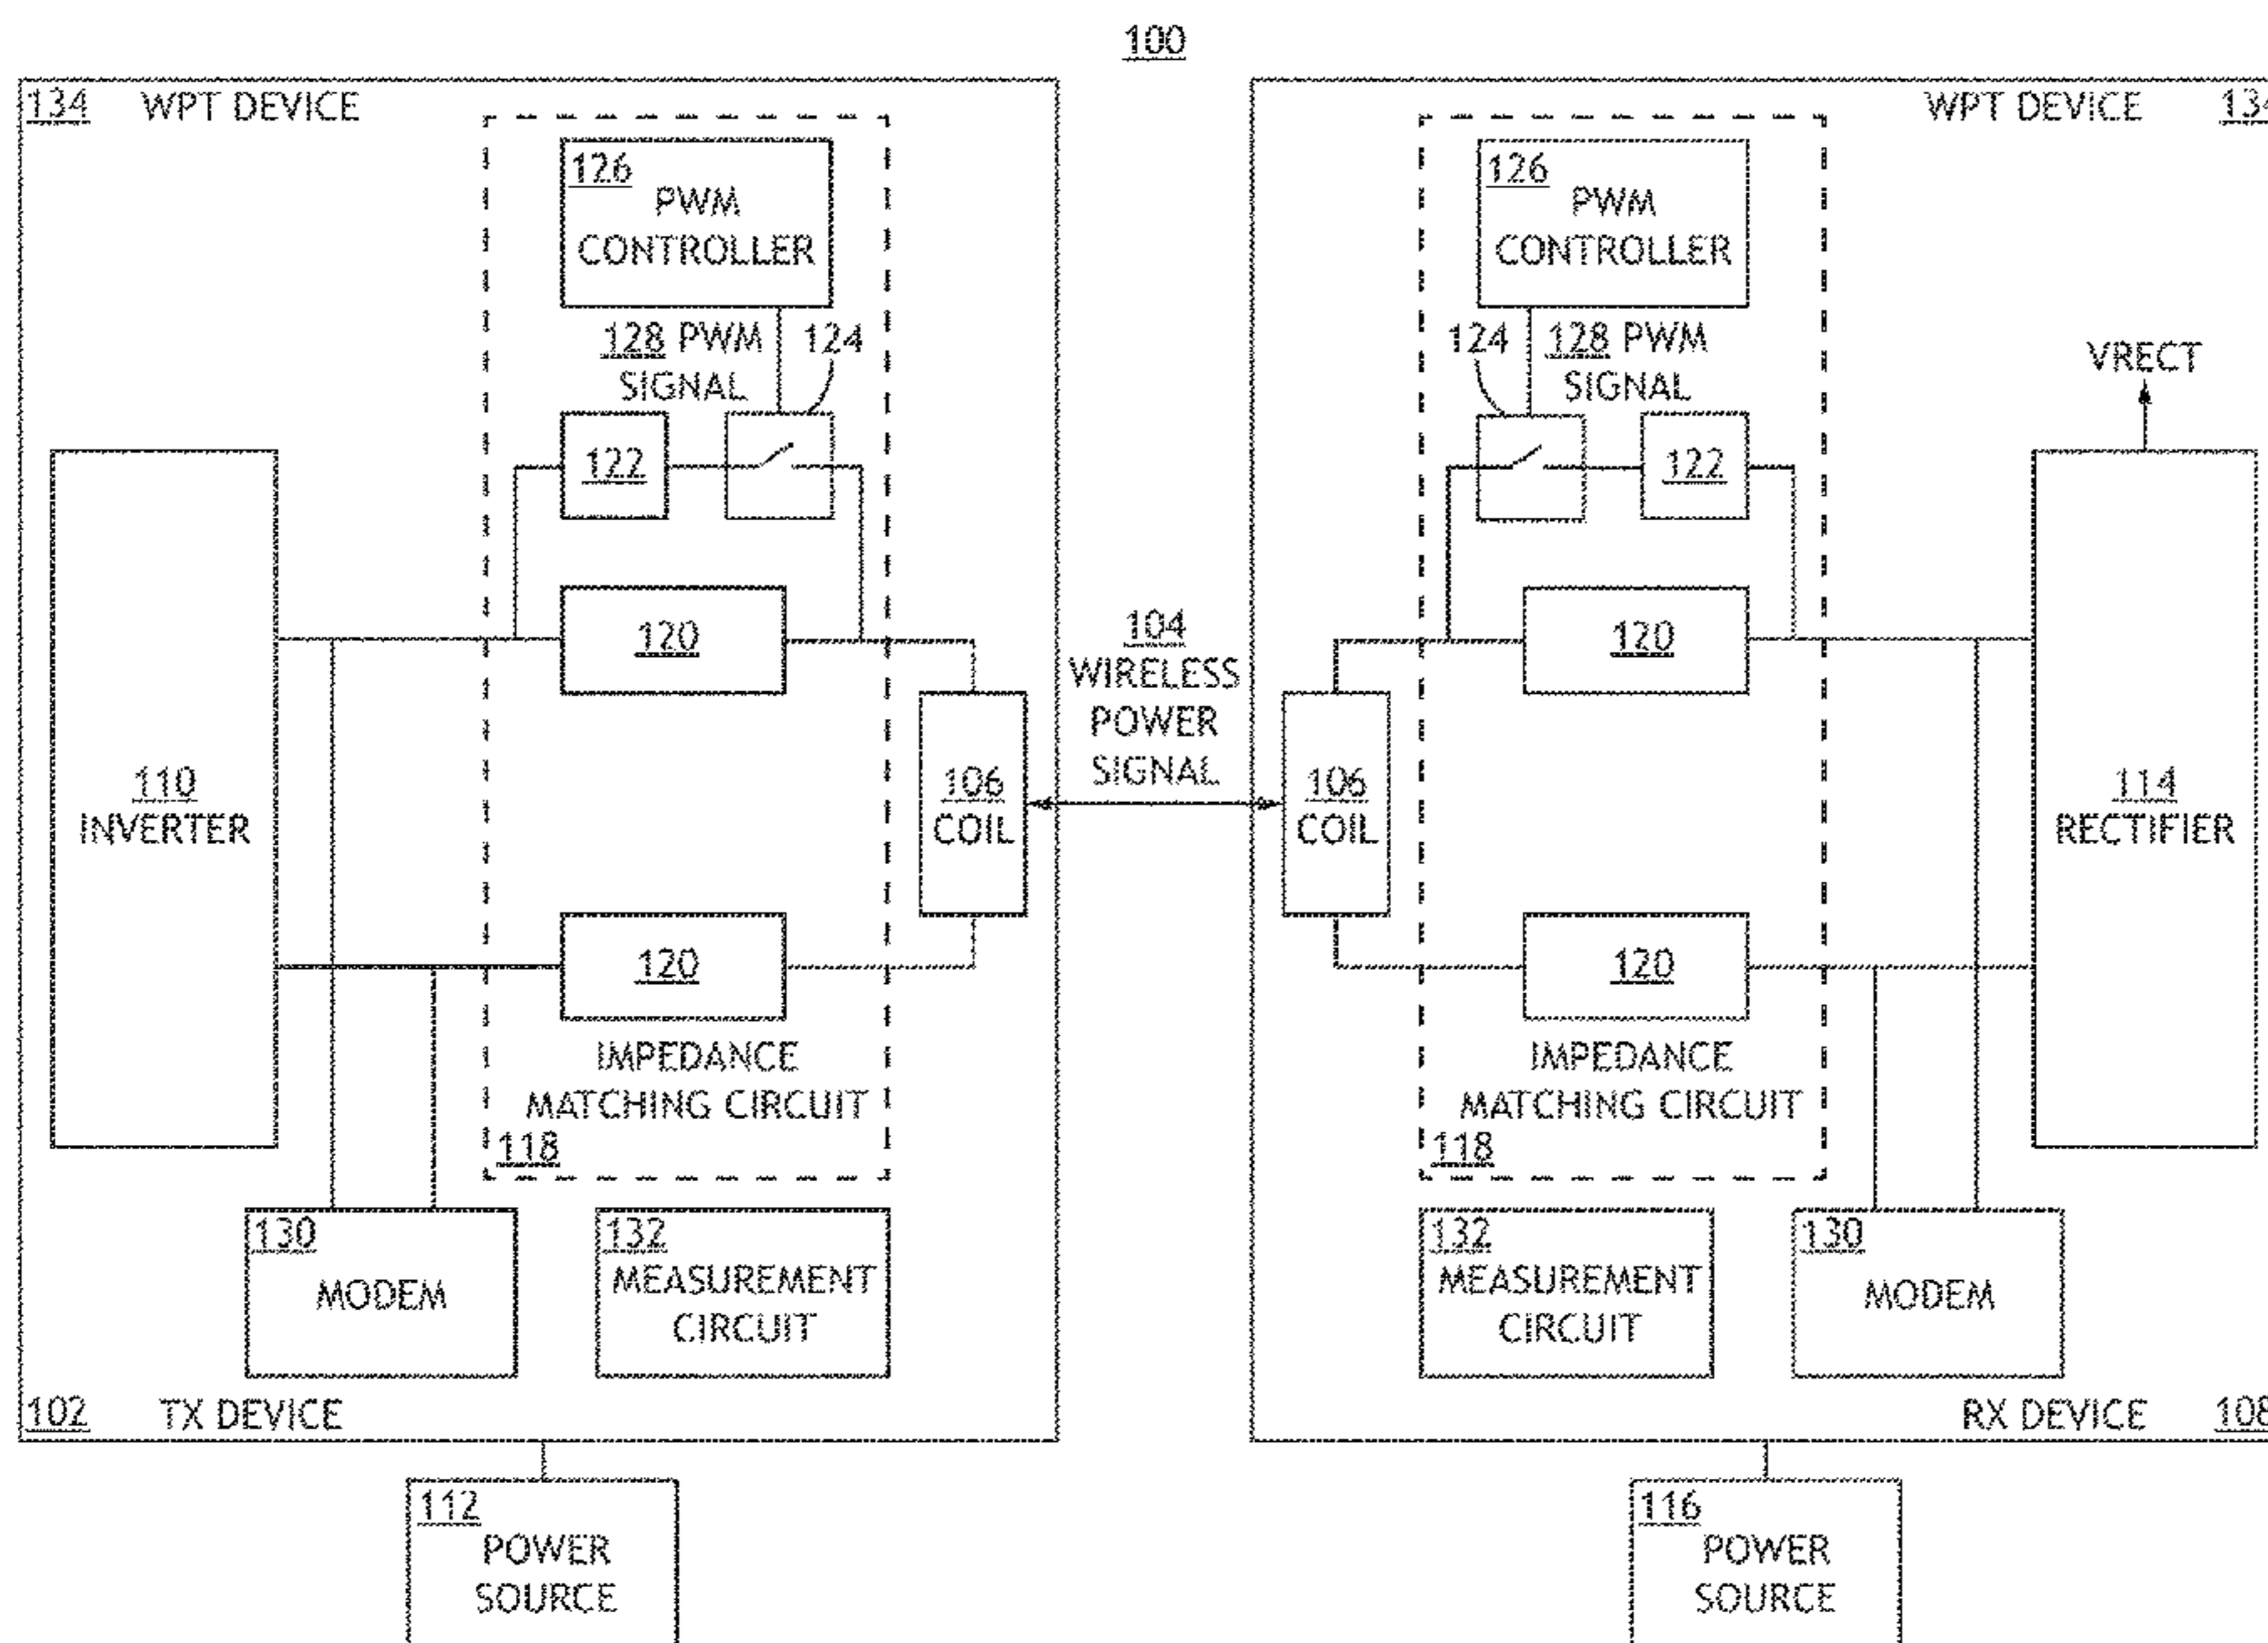 100
134 WPT DEVICE
126
PWM
CONTROLLER
128 PWM
SIGNAL
124
122
120
110
INVERTER
106
COIL
120
IMPEDANCE
MATCHING CIRCUIT
118
130
MODEM
132
MEASUREMENT
CIRCUIT
102 TX DEVICE
112
POWER
SOURCE
104
WIRELESS
POWER
SIGNAL
WPT DEVICE 134
126
PWM
CONTROLLER
124
128 PWM
SIGNAL
VRECT
122
120
106
COIL
114
RECTIFIER
120
IMPEDANCE
MATCHING CIRCUIT
118
132
MEASUREMENT
CIRCUIT
130
MODEM
RX DEVICE 108
116
POWER
SOURCE